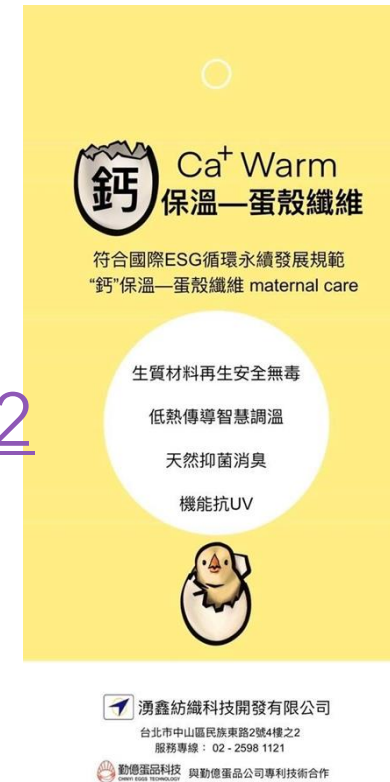 鈣
Ca⁺ Warm
保溫—蛋殼纖維
符合國際ESG循環永續發展規範
“鈣”保溫—蛋殼纖維 maternal care
生質材料再生安全無毒
2
低熱傳導智慧調溫
天然抑菌消臭
機能抗UV
湧鑫紡織科技開發有限公司
台北市中山區民族東路2號4樓之2
服務專線： 02 - 2598 1121
勤億蛋品科技 與勤億蛋品公司專利技術合作
CHINYI EGGS TECHNOLOGY